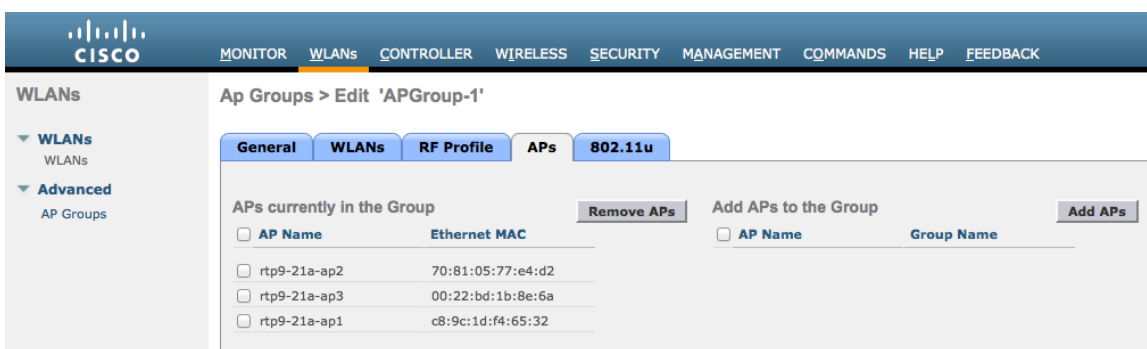 CISCO
MONITOR WLANs CONTROLLER WIRELESS SECURITY MANAGEMENT COMMANDS HELP FEEDBACK
WLANs
WLANs
WLANs
Advanced
AP Groups
Ap Groups > Edit 'APGroup-1'
General WLANs RF Profile APs 802.11u
APs currently in the Group
Remove APs
AP Name Ethernet MAC
rtp9-21a-ap2 70:81:05:77:e4:d2
rtp9-21a-ap3 00:22:bd:1b:8e:6a
rtp9-21a-ap1 c8:9c:1d:f4:65:32
Add APs to the Group
Add APs
AP Name Group Name